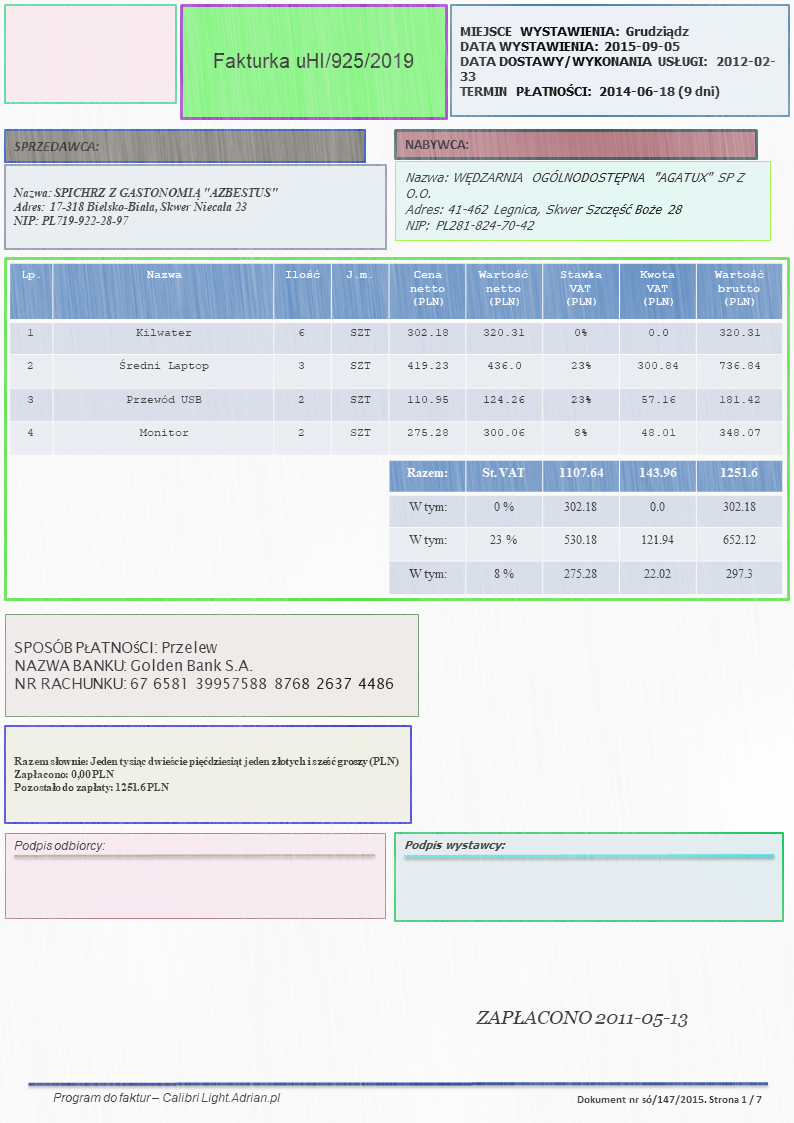 Fakturka uHI/925/2019
MIEJSCE WYSTAWIENIA: Grudziądz
DATA WYSTAWIENIA: 2015-09-05
DATA DOSTAWY/WYKONANIA USŁUGI: 2012-02-
33
TERMIN PŁATNOŚCI: 2014-06-18 (9 dni)
SPRZEDAWCA:
Nazwa: SPICHRZ Z GASTONOMIĄ "AZBESTUS"
Adres: 17-318 Bielsko-Biała, Skwer Niecała 23
NIP: PL719-922-28-97
NABYWCA:
Nazwa: WĘDZARNIA OGÓLNODOSTĘPNA "AGATUX" SP Z
O.O.
Adres: 41-462 Legnica, Skwer Szczęść Boże 28
NIP: PL281-824-70-42
Lp. Nazwa Ilość J.m. Cena netto (PLN) Wartość netto (PLN) Stawka VAT (PLN) Kwota VAT (PLN) Wartość brutto (PLN)
1 Kilwater 6 SZT 302.18 320.31 0% 0.0 320.31
2 Średni Laptop 3 SZT 419.23 436.0 23% 300.84 736.84
3 Przewód USB 2 SZT 110.95 124.26 23% 57.16 181.42
4 Monitor 2 SZT 275.28 300.06 8% 48.01 348.07
Razem: St. VAT 1107.64 143.96 1251.6
W tym: 0 % 302.18 0.0 302.18
W tym: 23 % 530.18 121.94 652.12
W tym: 8 % 275.28 22.02 297.3
SPOSÓB PŁATNOŚCI: Przelew
NAZWA BANKU: Golden Bank S.A.
NR RACHUNKU: 67 6581 39957588 8768 2637 4486
Razem słownie: Jeden tysiąc dwieście pięćdziesiąt jeden złotych i sześć groszy (PLN)
Zapłacono: 0,00 PLN
Pozostało do zapłaty: 1251.6 PLN
Podpis odbiorcy:
Podpis wystawcy:
ZAPŁACONO 2011-05-13
Program do faktur – Calibri Light.Adrian.pl
Dokument nr só/147/2015. Strona 1 / 7